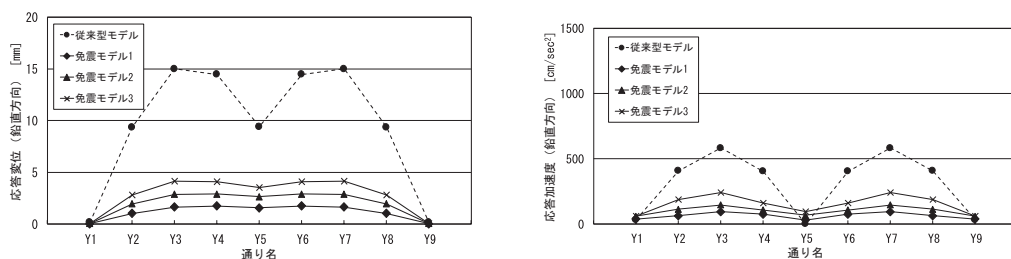 応答変位（鉛直方向） [mm]
20
15
10
5
0
従来型モデル
免震モデル1
免震モデル2
免震モデル3
Y1 Y2 Y3 Y4 Y5 Y6 Y7 Y8 Y9
通り名
応答加速度（鉛直方向） [cm/sec²]
1500
1000
500
0
従来型モデル
免震モデル1
免震モデル2
免震モデル3
Y1 Y2 Y3 Y4 Y5 Y6 Y7 Y8 Y9
通り名